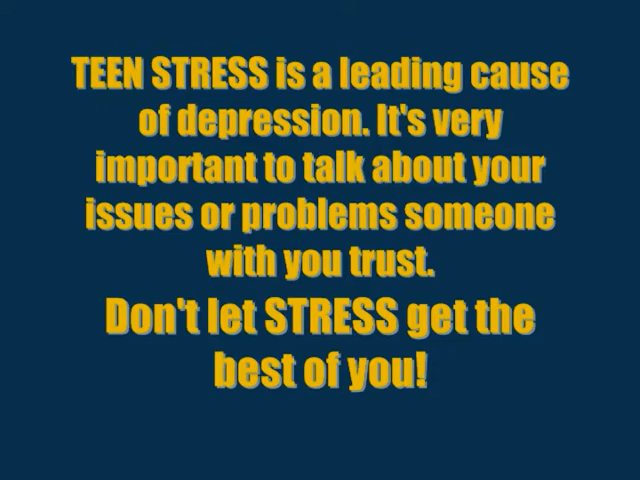 TEEN STRESS is a leading cause
of depression. It's very
important to talk about your
issues or problems someone
with you trust.
Don't let STRESS get the
best of you!